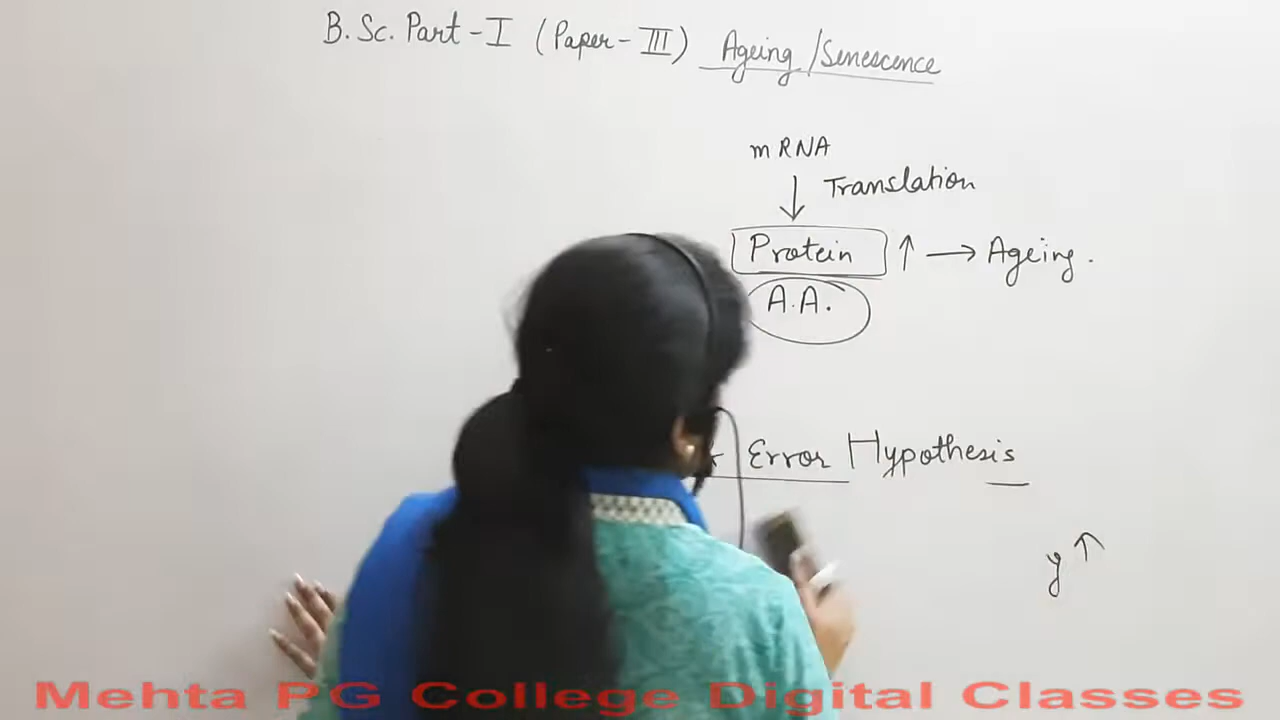 B. Sc. Part - I (Paper - III) Ageing / Senescence
mRNA
↓ Translation
Protein ↑ → Ageing.
A.A.
Error Hypothesis
y ↑
Mehta PG College Digital Classes